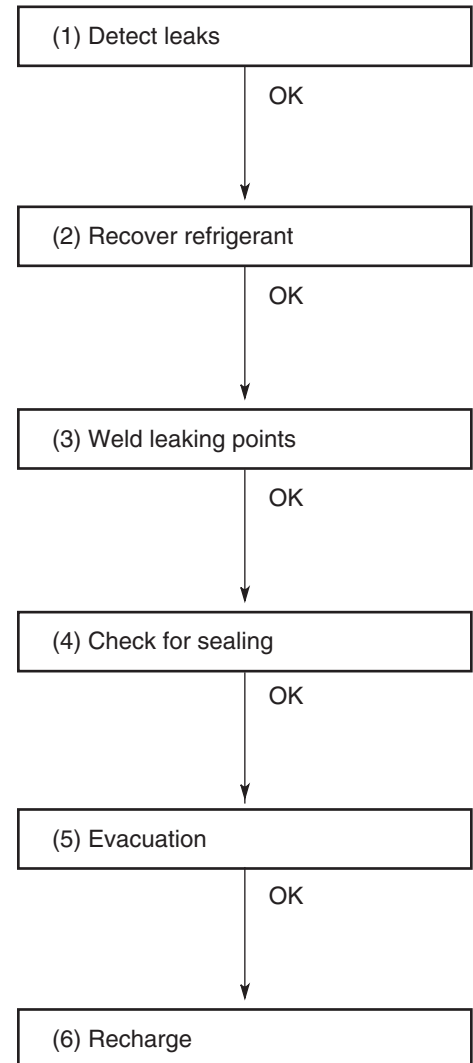 (1) Detect leaks
OK
(2) Recover refrigerant
OK
(3) Weld leaking points
OK
(4) Check for sealing
OK
(5) Evacuation
OK
(6) Recharge